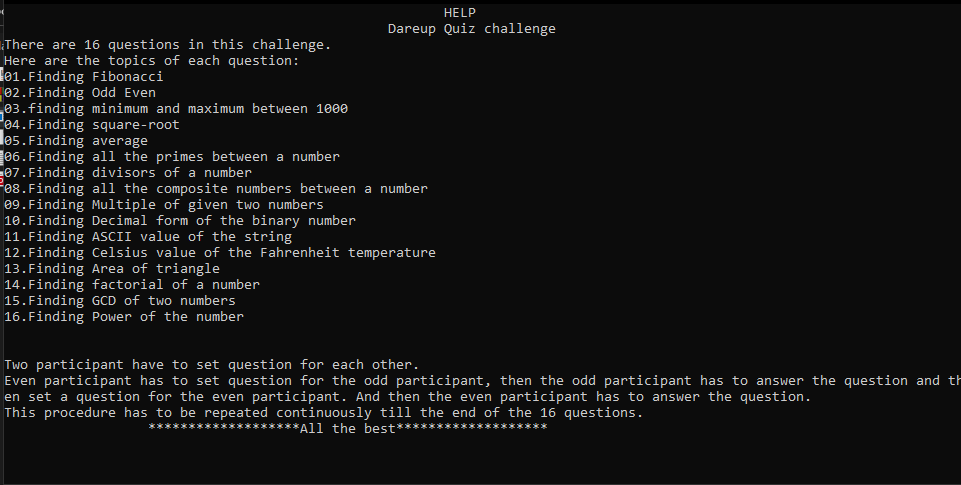 HELP
Dareup Quiz challenge
There are 16 questions in this challenge.
Here are the topics of each question:
01.Finding Fibonacci
02.Finding Odd Even
03.finding minimum and maximum between 1000
04.Finding square-root
05.Finding average
06.Finding all the primes between a number
07.Finding divisors of a number
08.Finding all the composite numbers between a number
09.Finding Multiple of given two numbers
10.Finding Decimal form of the binary number
11.Finding ASCII value of the string
12.Finding Celsius value of the Fahrenheit temperature
13.Finding Area of triangle
14.Finding factorial of a number
15.Finding GCD of two numbers
16.Finding Power of the number
Two participant have to set question for each other.
Even participant has to set question for the odd participant, then the odd participant has to answer the question and th
en set a question for the even participant. And then the even participant has to answer the question.
This procedure has to be repeated continuously till the end of the 16 questions.
*******************All the best*******************